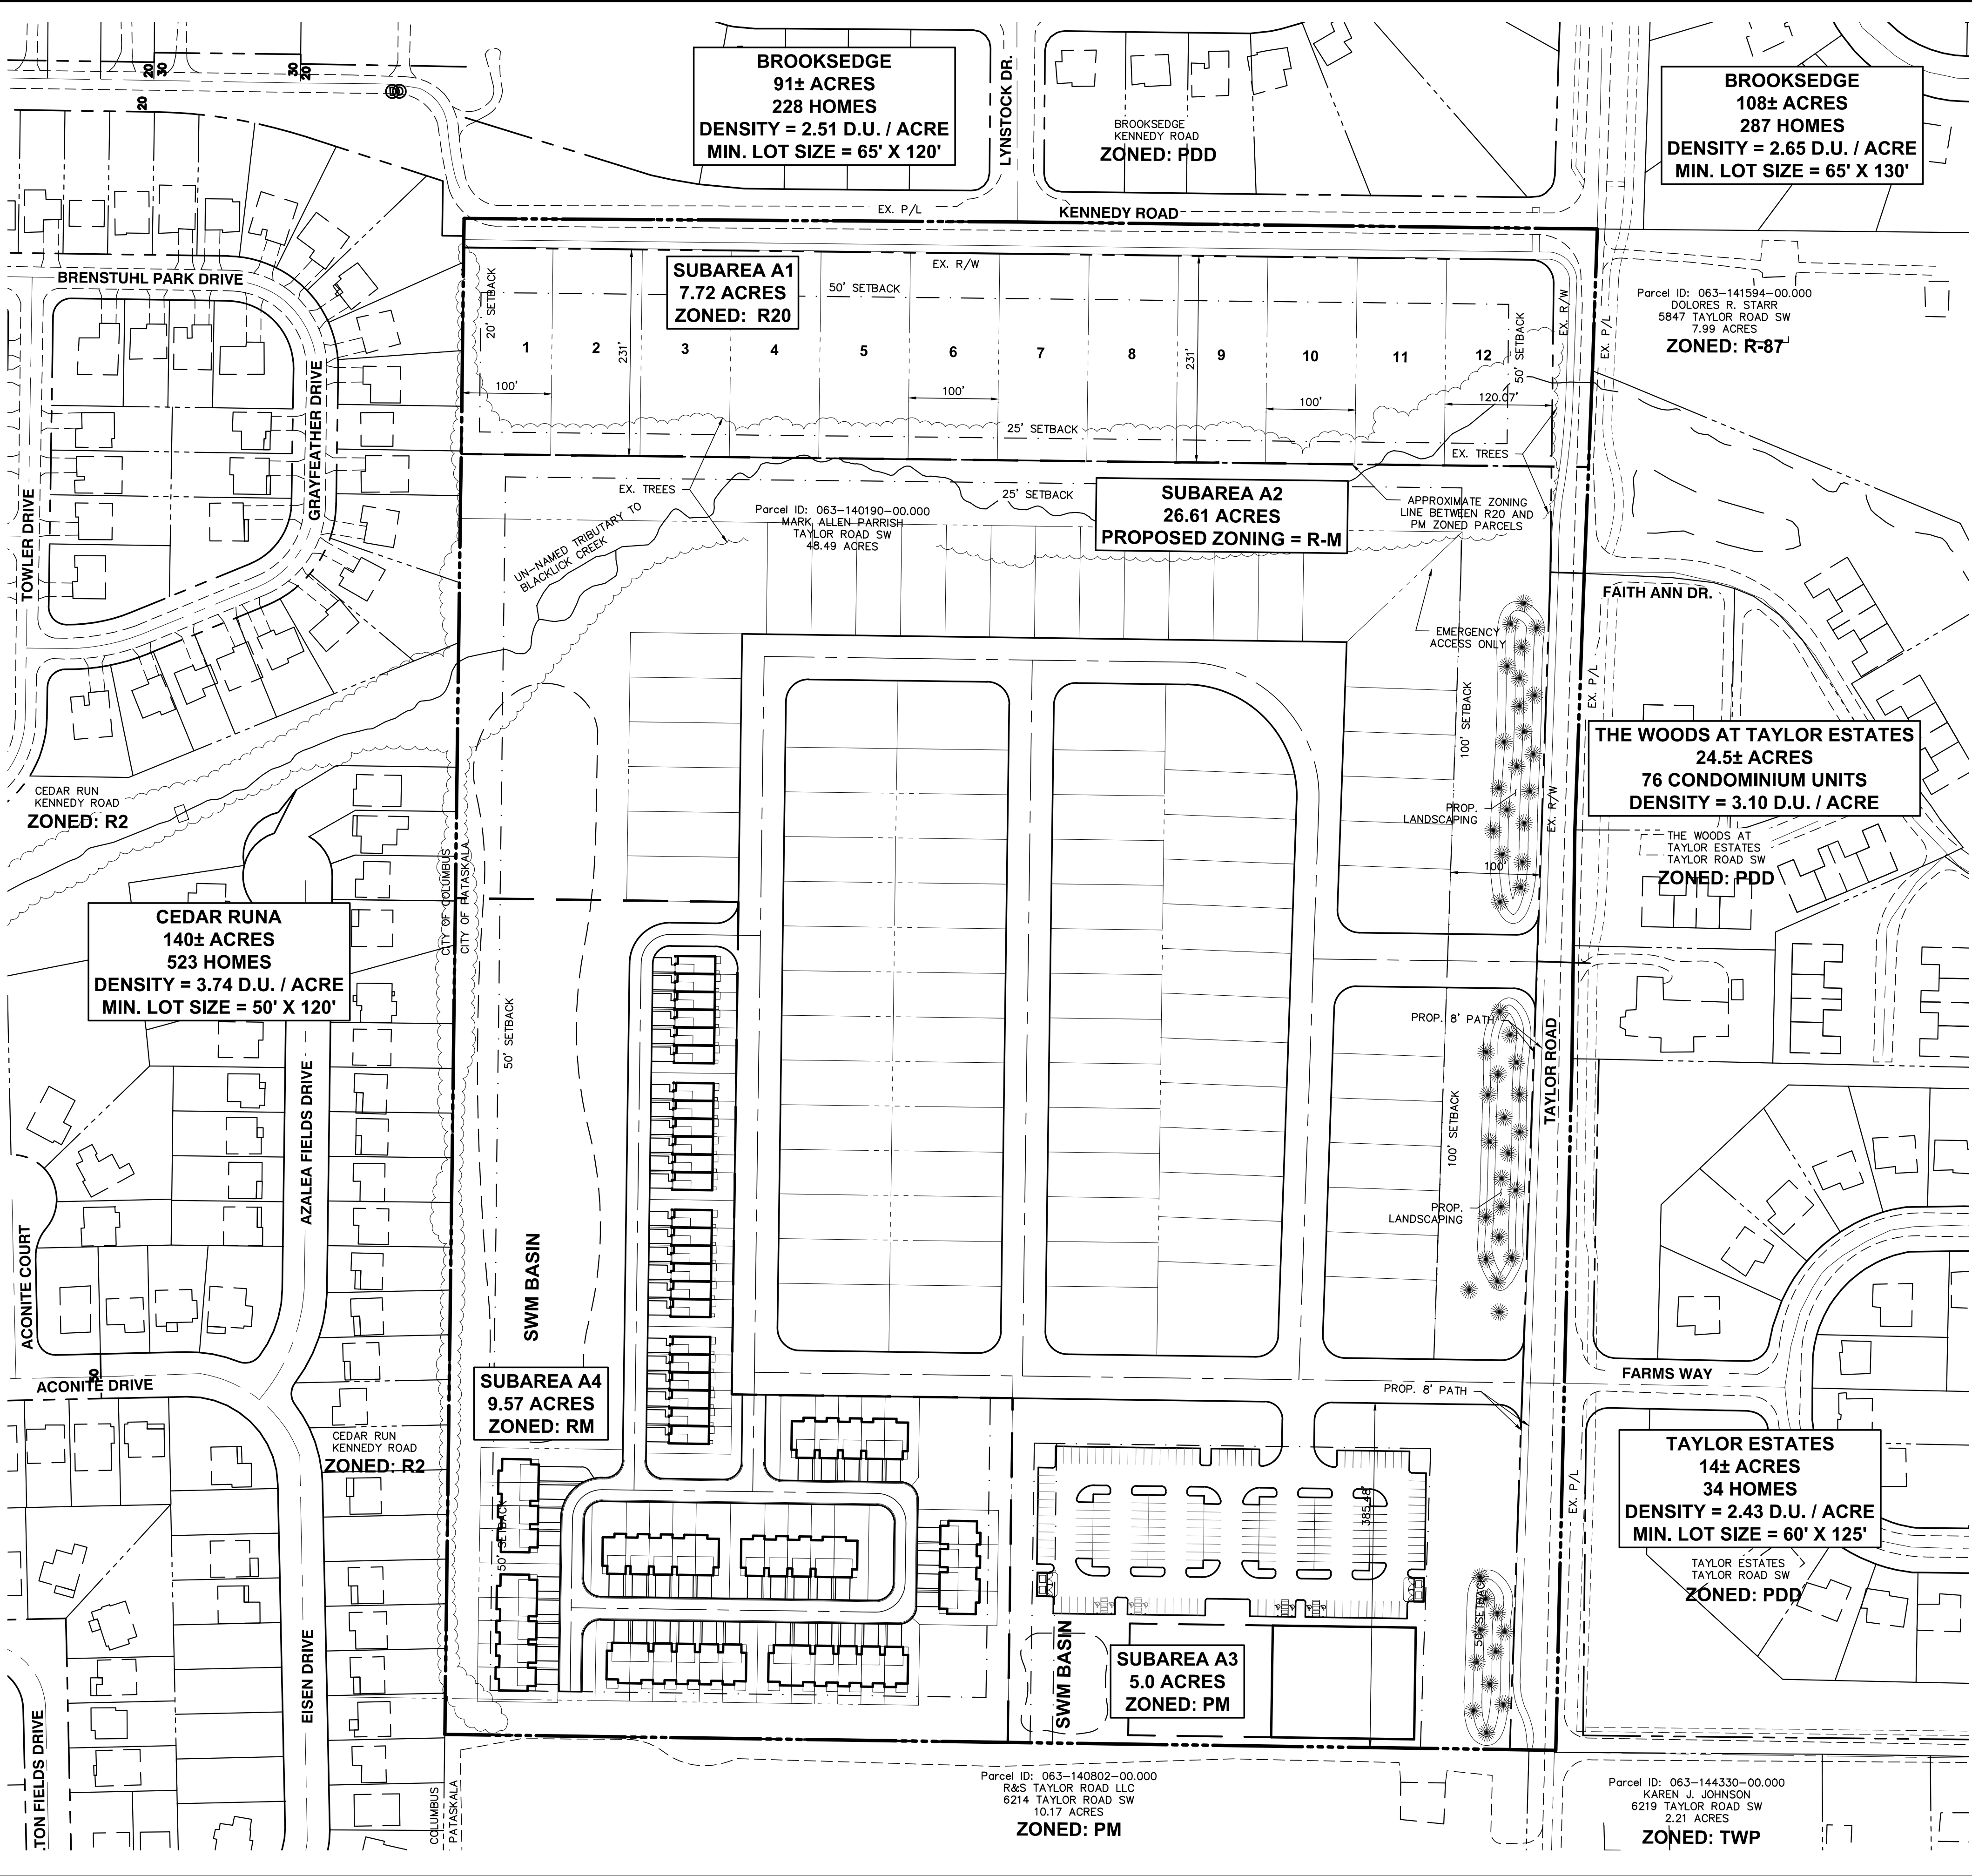 20
30
30
20
20
BROOKSEDGE
91± ACRES
228 HOMES
DENSITY = 2.51 D.U. / ACRE
MIN. LOT SIZE = 65' X 120'
LYNSTOCK DR.
BROOKSEDGE
KENNEDY ROAD
ZONED: PDD
BROOKSEDGE
108± ACRES
287 HOMES
DENSITY = 2.65 D.U. / ACRE
MIN. LOT SIZE = 65' X 130'
EX. P/L
KENNEDY ROAD
BRENSTUHL PARK DRIVE
GRAYFEATHER DRIVE
TOWLER DRIVE
20' SETBACK
SUBAREA A1
7.72 ACRES
ZONED: R20
EX. R/W
50' SETBACK
50' SETBACK
EX. R/W
EX. P/L
1
2
3
4
5
6
7
8
9
10
11
12
231'
231'
100'
100'
100'
120.07'
25' SETBACK
EX. TREES
Parcel ID: 063-141594-00.000
DOLORES R. STARR
5847 TAYLOR ROAD SW
7.99 ACRES
ZONED: R-87
EX. TREES
UN-NAMED TRIBUTARY TO
BLACKLICK CREEK
Parcel ID: 063-140190-00.000
MARK ALLEN PARRISH
TAYLOR ROAD SW
48.49 ACRES
25' SETBACK
SUBAREA A2
26.61 ACRES
PROPOSED ZONING = R-M
APPROXIMATE ZONING
LINE BETWEEN R20 AND
PM ZONED PARCELS
FAITH ANN DR.
EMERGENCY
ACCESS ONLY
EX. P/L
100' SETBACK
THE WOODS AT TAYLOR ESTATES
24.5± ACRES
76 CONDOMINIUM UNITS
DENSITY = 3.10 D.U. / ACRE
PROP.
LANDSCAPING
EX. R/W
THE WOODS AT
TAYLOR ESTATES
TAYLOR ROAD SW
ZONED: PDD
100'
CEDAR RUN
KENNEDY ROAD
ZONED: R2
CITY OF COLUMBUS
CITY OF PATASKALA
CEDAR RUNA
140± ACRES
523 HOMES
DENSITY = 3.74 D.U. / ACRE
MIN. LOT SIZE = 50' X 120'
50' SETBACK
PROP. 8' PATH
TAYLOR ROAD
100' SETBACK
AZALEA FIELDS DRIVE
PROP.
LANDSCAPING
ACONITE COURT
SWM BASIN
50
ACONITE DRIVE
SUBAREA A4
9.57 ACRES
ZONED: RM
FARMS WAY
PROP. 8' PATH
CEDAR RUN
KENNEDY ROAD
ZONED: R2
EX. P/L
TAYLOR ESTATES
14± ACRES
34 HOMES
DENSITY = 2.43 D.U. / ACRE
MIN. LOT SIZE = 60' X 125'
TAYLOR ESTATES
TAYLOR ROAD SW
ZONED: PDD
385.48'
50' SETBACK
50' SETBACK
EISEN DRIVE
SWM BASIN
SUBAREA A3
5.0 ACRES
ZONED: PM
TON FIELDS DRIVE
COLUMBUS
PATASKALA
Parcel ID: 063-140802-00.000
R&S TAYLOR ROAD LLC
6214 TAYLOR ROAD SW
10.17 ACRES
ZONED: PM
Parcel ID: 063-144330-00.000
KAREN J. JOHNSON
6219 TAYLOR ROAD SW
2.21 ACRES
ZONED: TWP